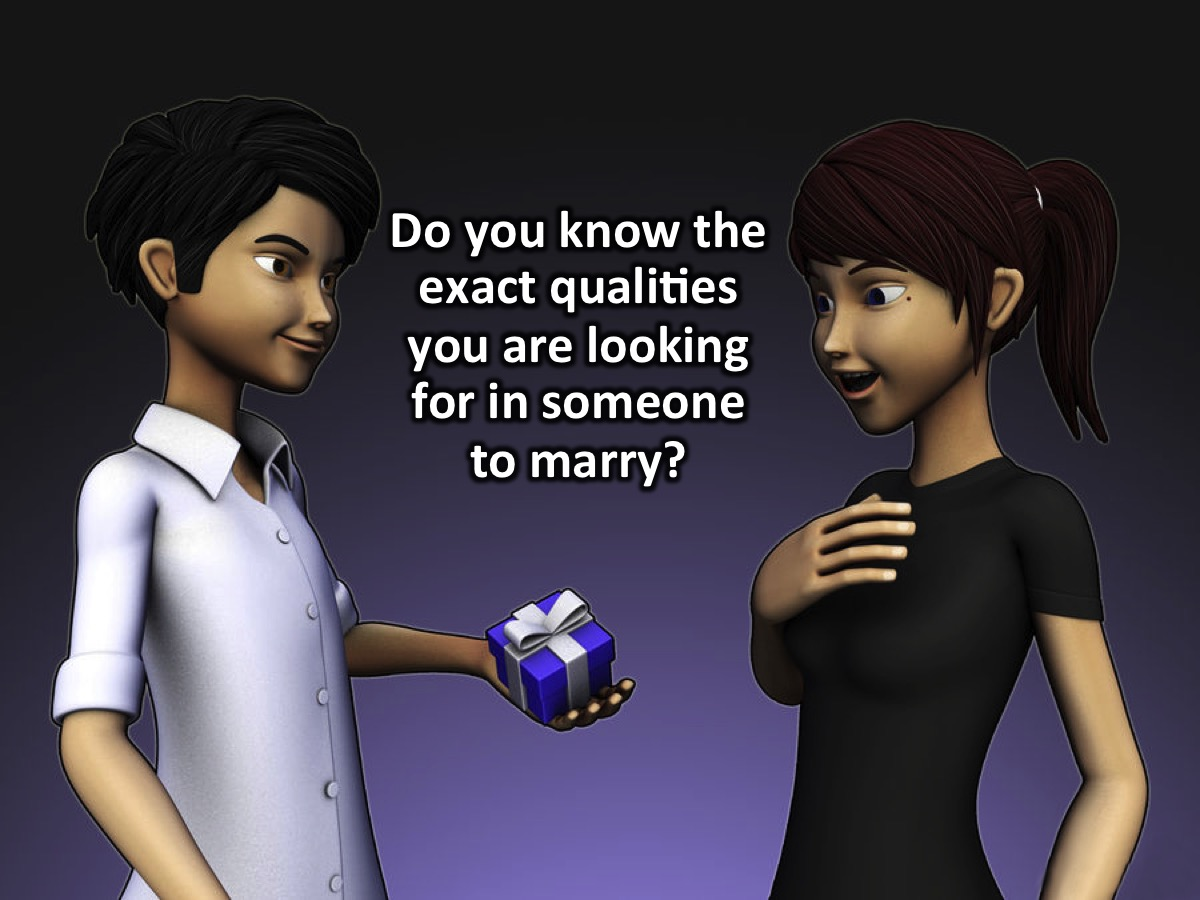 Do you know the
exact qualities
you are looking
for in someone
to marry?